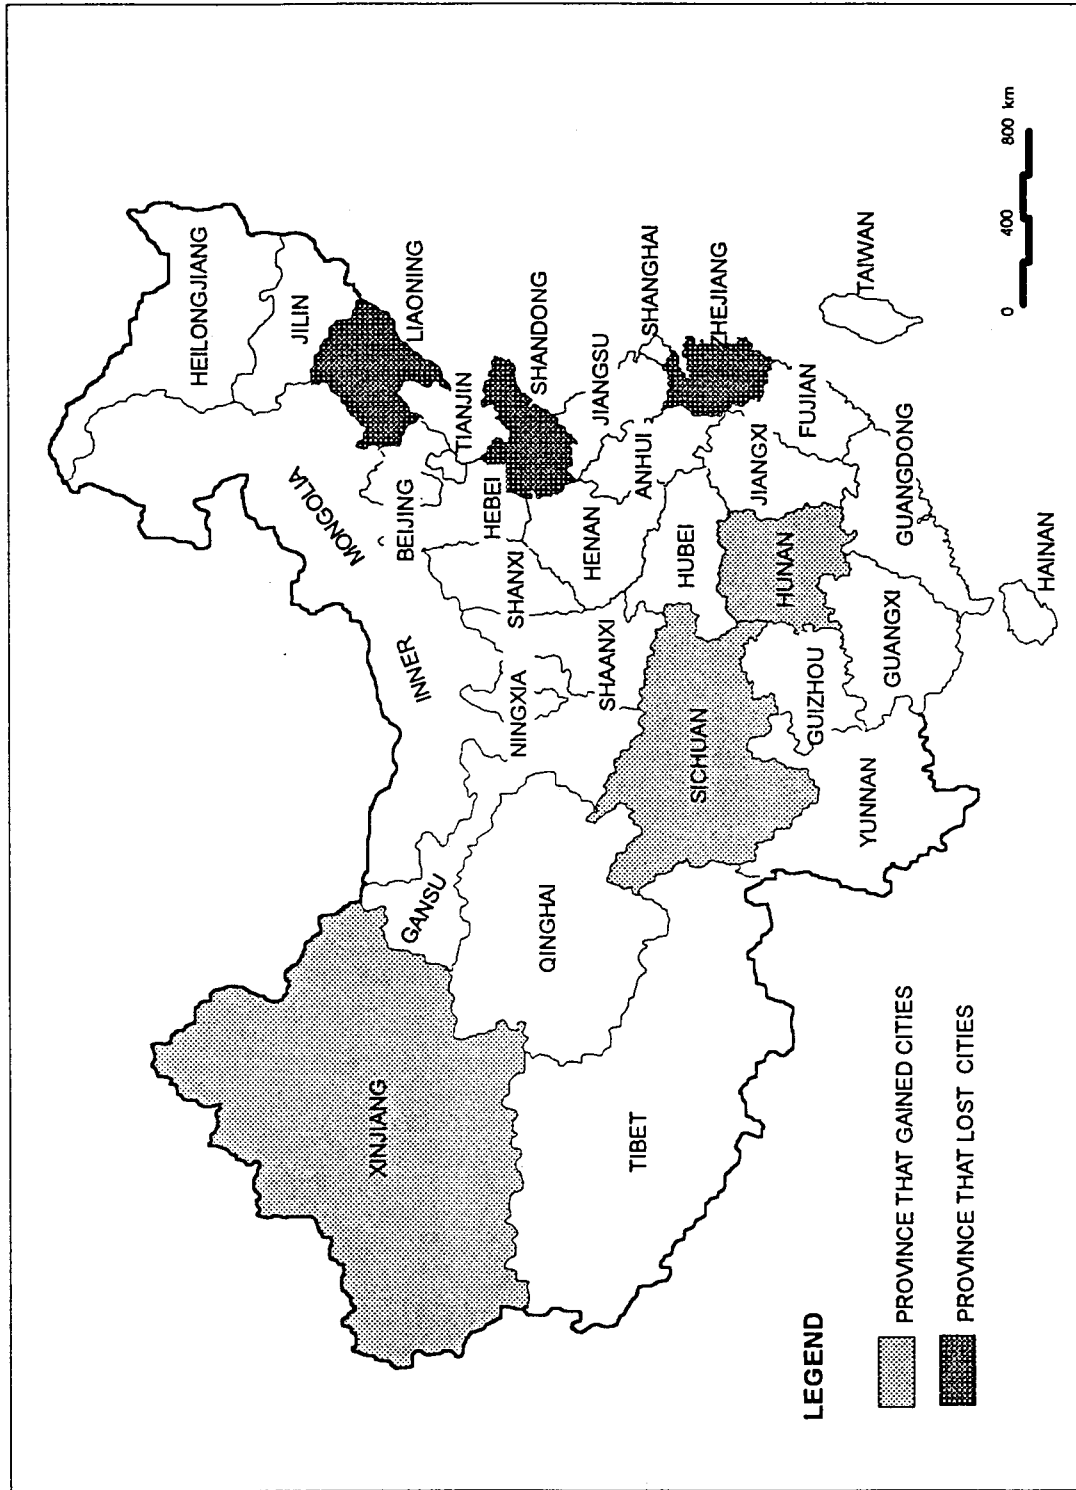 HEILONGJIANG
JILIN
LIAONING
INNER
MONGOLIA
BEIJING
TIANJIN
HEBEI
SHANDONG
SHANXI
NINGXIA
SHAANXI
HENAN
JIANGSU
ANHUI
SHANGHAI
ZHEJIANG
HUBEI
SICHUAN
HUNAN
JIANGXI
FUJIAN
TAIWAN
GUIZHOU
YUNNAN
GUANGXI
GUANGDONG
HAINAN
GANSU
QINGHAI
XINJIANG
TIBET
0 400 800 km
LEGEND
PROVINCE THAT GAINED CITIES
PROVINCE THAT LOST CITIES